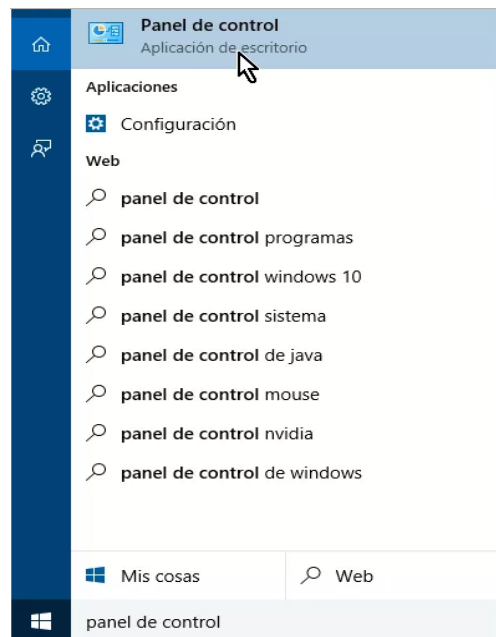 Panel de control
Aplicación de escritorio
Aplicaciones
Configuración
Web
panel de control
panel de control programas
panel de control windows 10
panel de control sistema
panel de control de java
panel de control mouse
panel de control nvidia
panel de control de windows
Mis cosas
Web
panel de control